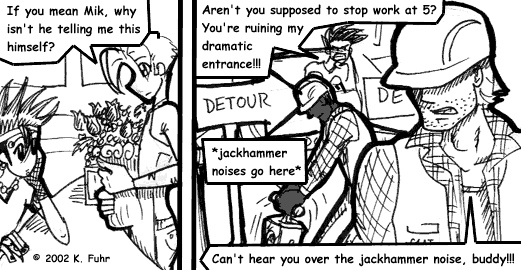 If you mean Mik, why
isn't he telling me this
himself?
© 2002 K. Fuhr
Aren't you supposed to stop work at 5?
You're ruining my
dramatic
entrance!!!
DETOUR
DE
*jackhammer
noises go here*
Can't hear you over the jackhammer noise, buddy!!!